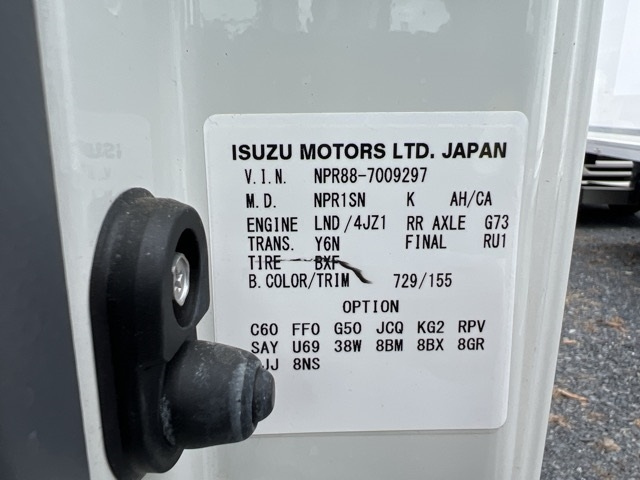 ISUZU MOTORS LTD. JAPAN
V.I.N. NPR88-7009297
M.D. NPR1SN K AH/CA
ENGINE LND/4JZ1 RR AXLE G73
TRANS. Y6N FINAL RU1
TIRE BXF
B.COLOR/TRIM 729/155
OPTION
C60 FF0 G50 JCQ KG2 RPV
SAY U69 38W 8BM 8BX 8GR
8NS